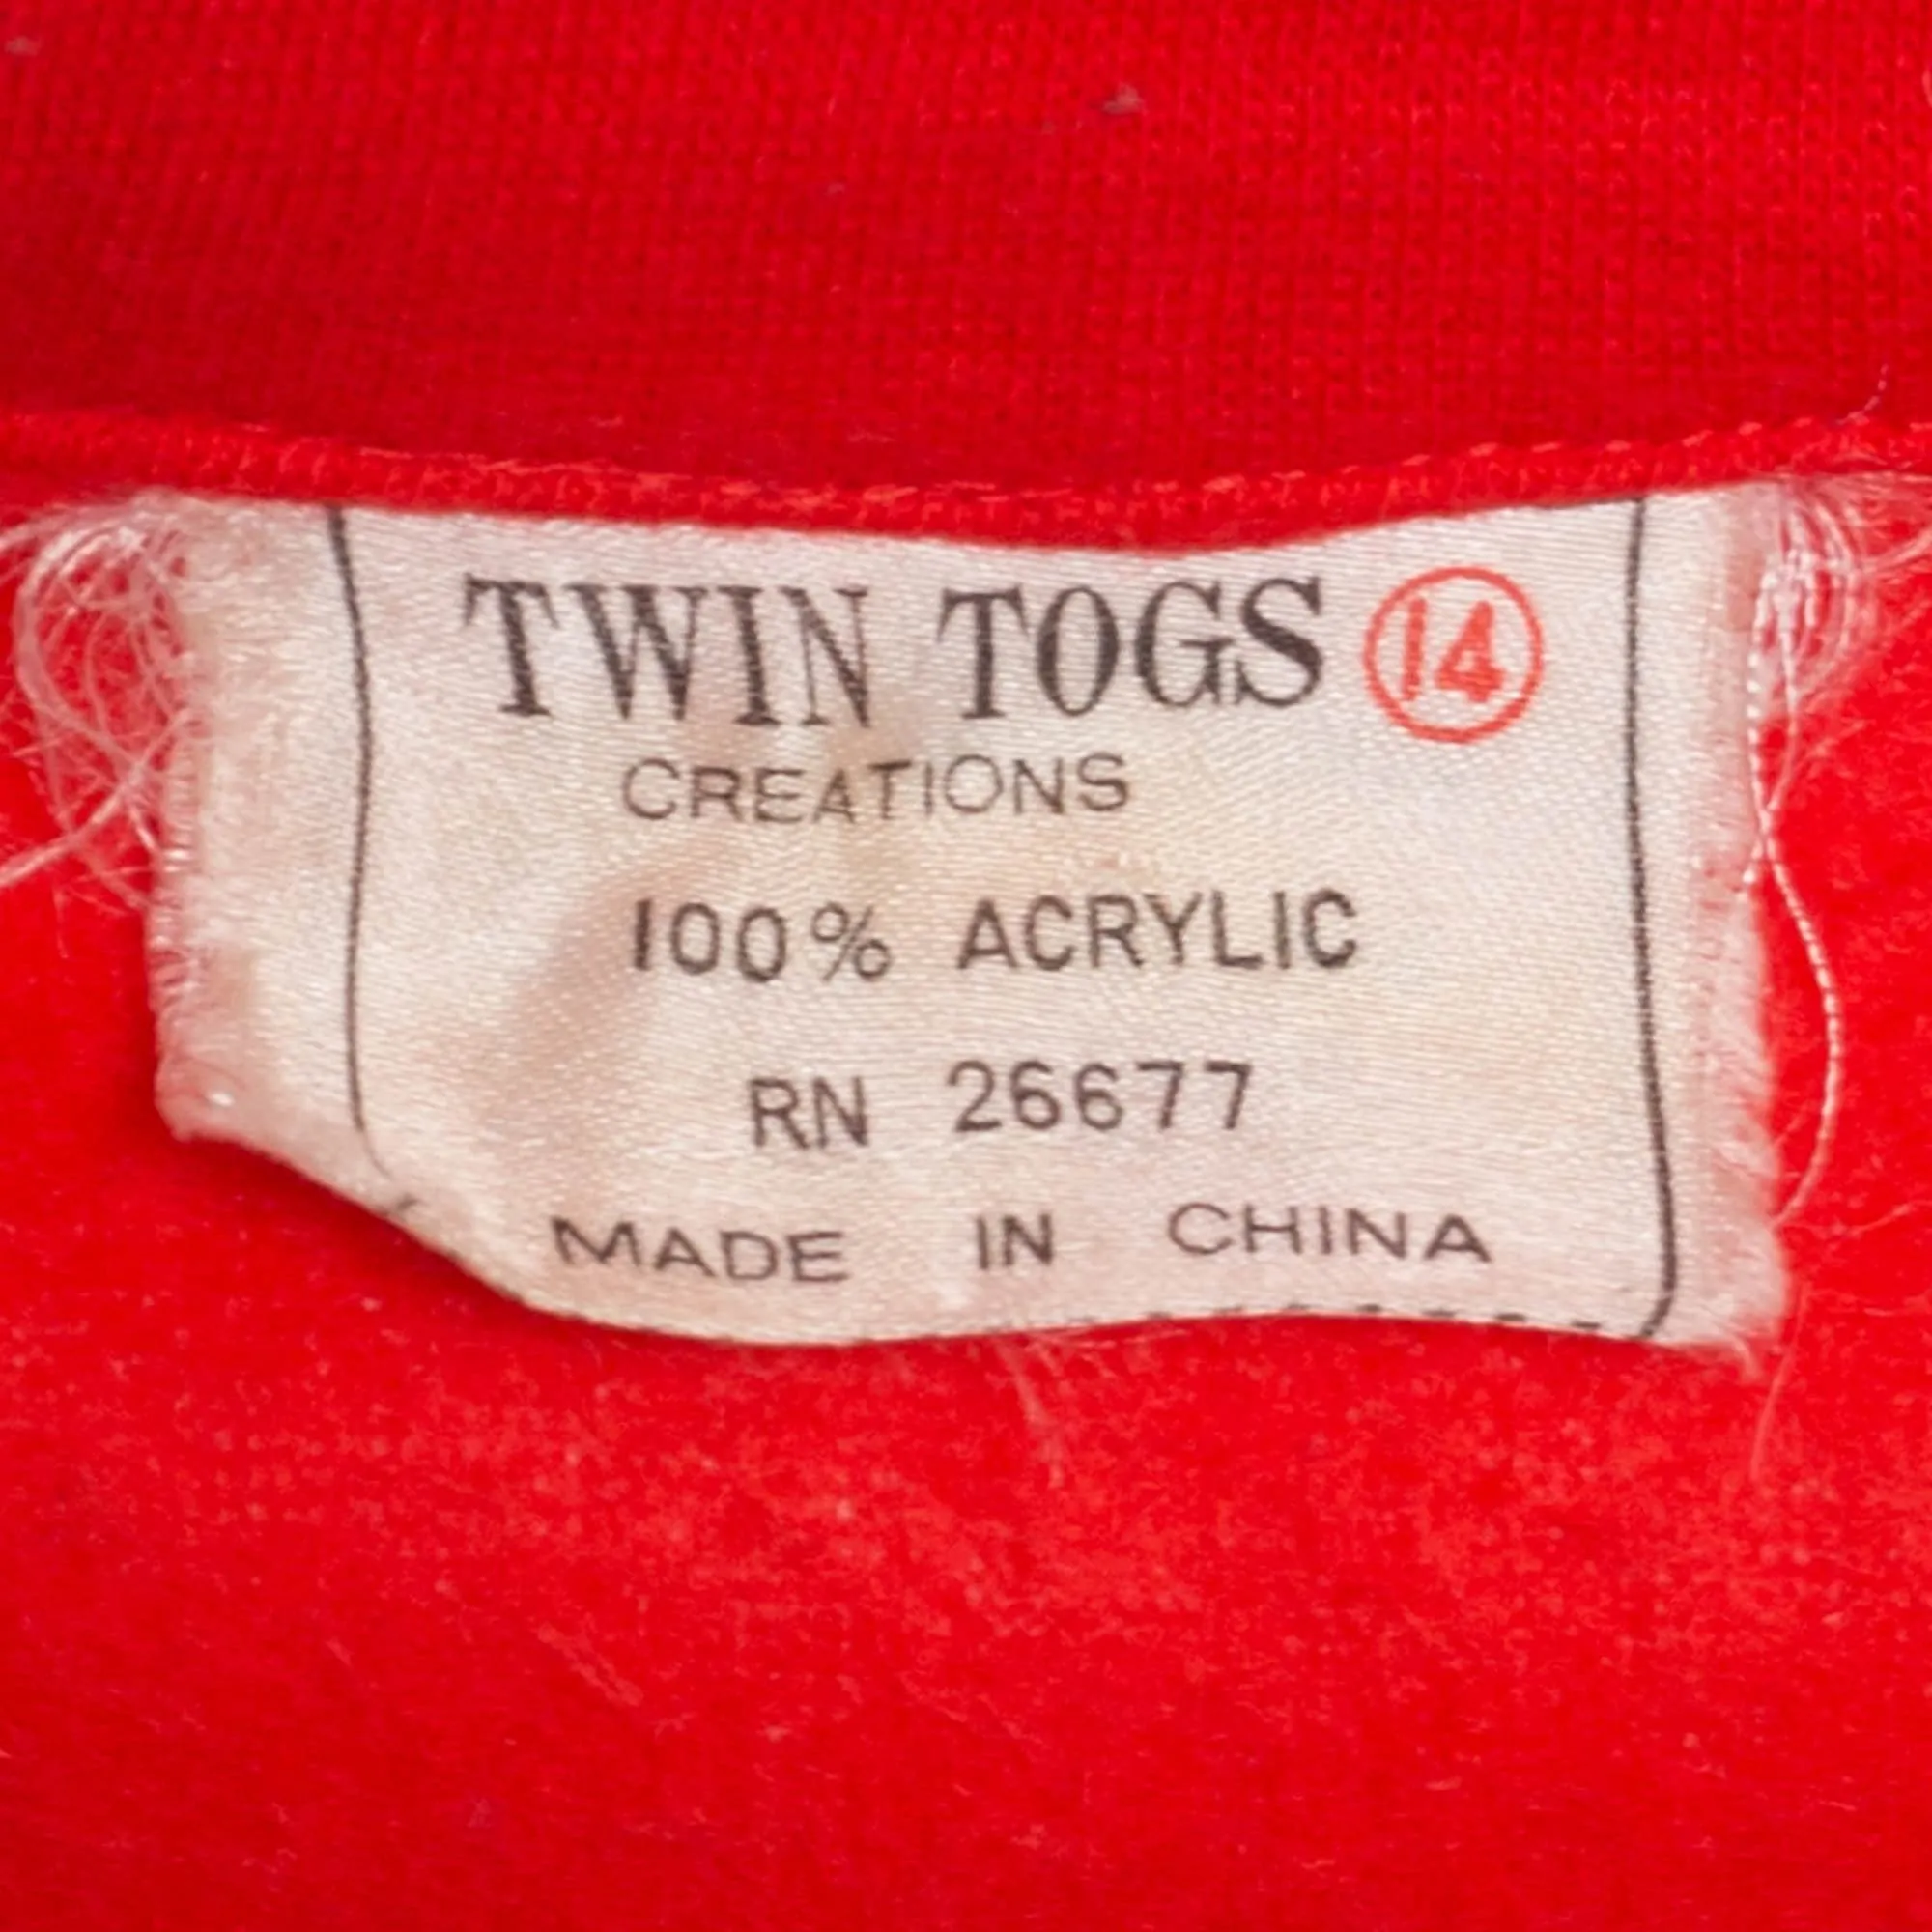 TWIN TOGS 14
CREATIONS
100% ACRYLIC
RN 26677
MADE IN CHINA